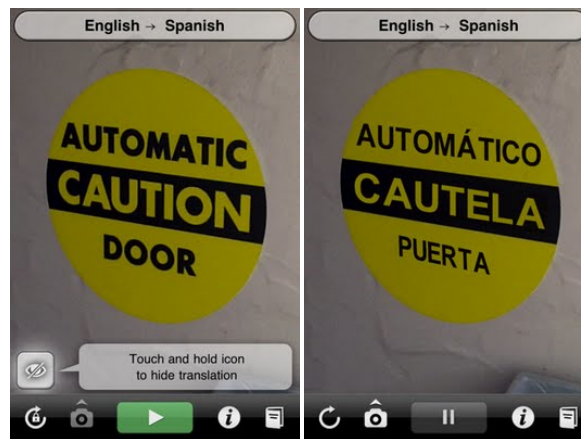 English → Spanish
AUTOMATIC
CAUTION
DOOR
Touch and hold icon
to hide translation
English → Spanish
AUTOMÁTICO
CAUTELA
PUERTA